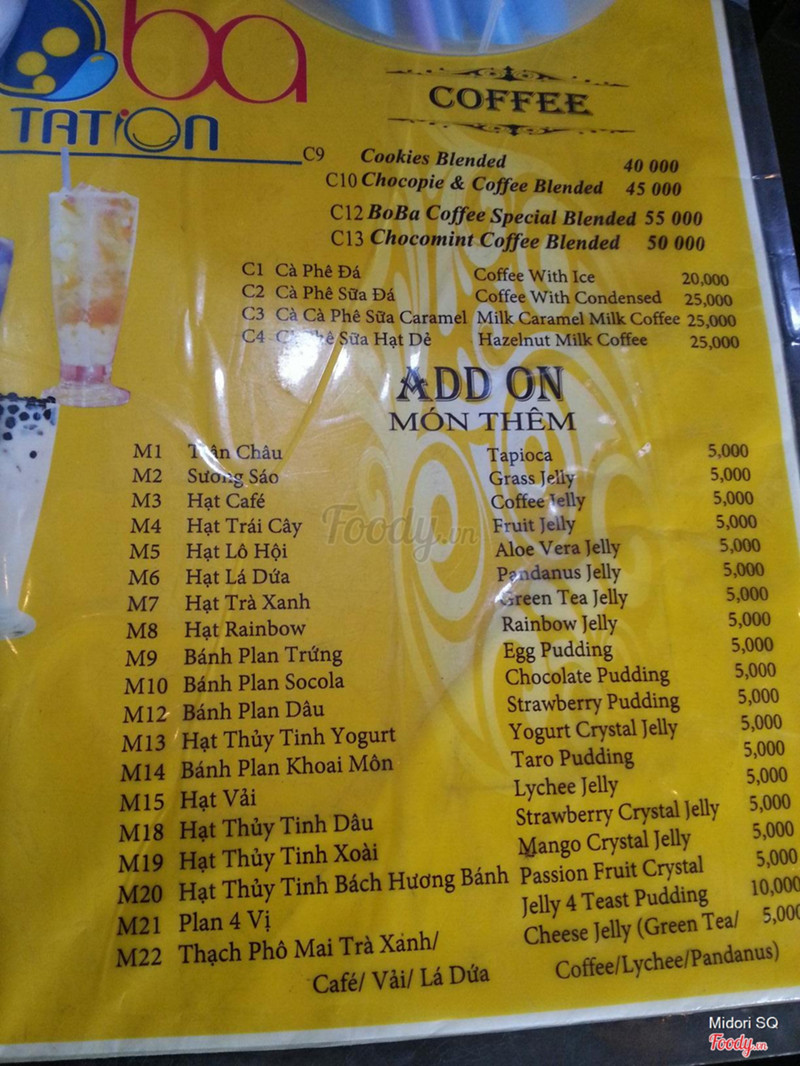 ba
TATION
COFFEE
C9 Cookies Blended 40 000
C10 Chocopie & Coffee Blended 45 000
C12 BoBa Coffee Special Blended 55 000
C13 Chocomint Coffee Blended 50 000
C1 Cà Phê Đá Coffee With Ice 20,000
C2 Cà Phê Sữa Đá Coffee With Condensed 25,000
C3 Cà Cà Phê Sữa Caramel Milk Caramel Milk Coffee 25,000
C4 Cà Phê Sữa Hạt Dẻ Hazelnut Milk Coffee 25,000
ADD ON
MÓN THÊM
M1 Trân Châu Tapioca 5,000
M2 Sương Sáo Grass Jelly 5,000
M3 Hạt Café Coffee Jelly 5,000
M4 Hạt Trái Cây Fruit Jelly 5,000
M5 Hạt Lô Hội Aloe Vera Jelly 5,000
M6 Hạt Lá Dứa Pandanus Jelly 5,000
M7 Hạt Trà Xanh Green Tea Jelly 5,000
M8 Hạt Rainbow Rainbow Jelly 5,000
M9 Bánh Plan Trứng Egg Pudding 5,000
M10 Bánh Plan Socola Chocolate Pudding 5,000
M12 Bánh Plan Dâu Strawberry Pudding 5,000
M13 Hạt Thủy Tinh Yogurt Yogurt Crystal Jelly 5,000
M14 Bánh Plan Khoai Môn Taro Pudding 5,000
M15 Hạt Vải Lychee Jelly 5,000
M18 Hạt Thủy Tinh Dâu Strawberry Crystal Jelly 5,000
M19 Hạt Thủy Tinh Xoài Mango Crystal Jelly 5,000
M20 Hạt Thủy Tinh Bách Hương Bánh Passion Fruit Crystal 5,000
M21 Plan 4 Vị Jelly 4 Teast Pudding 10,000
M22 Thạch Phô Mai Trà Xanh/ Cheese Jelly (Green Tea/ 5,000
Café/ Vải/ Lá Dứa Coffee/Lychee/Pandanus)
Foody.vn
Midori SQ
Foody.vn